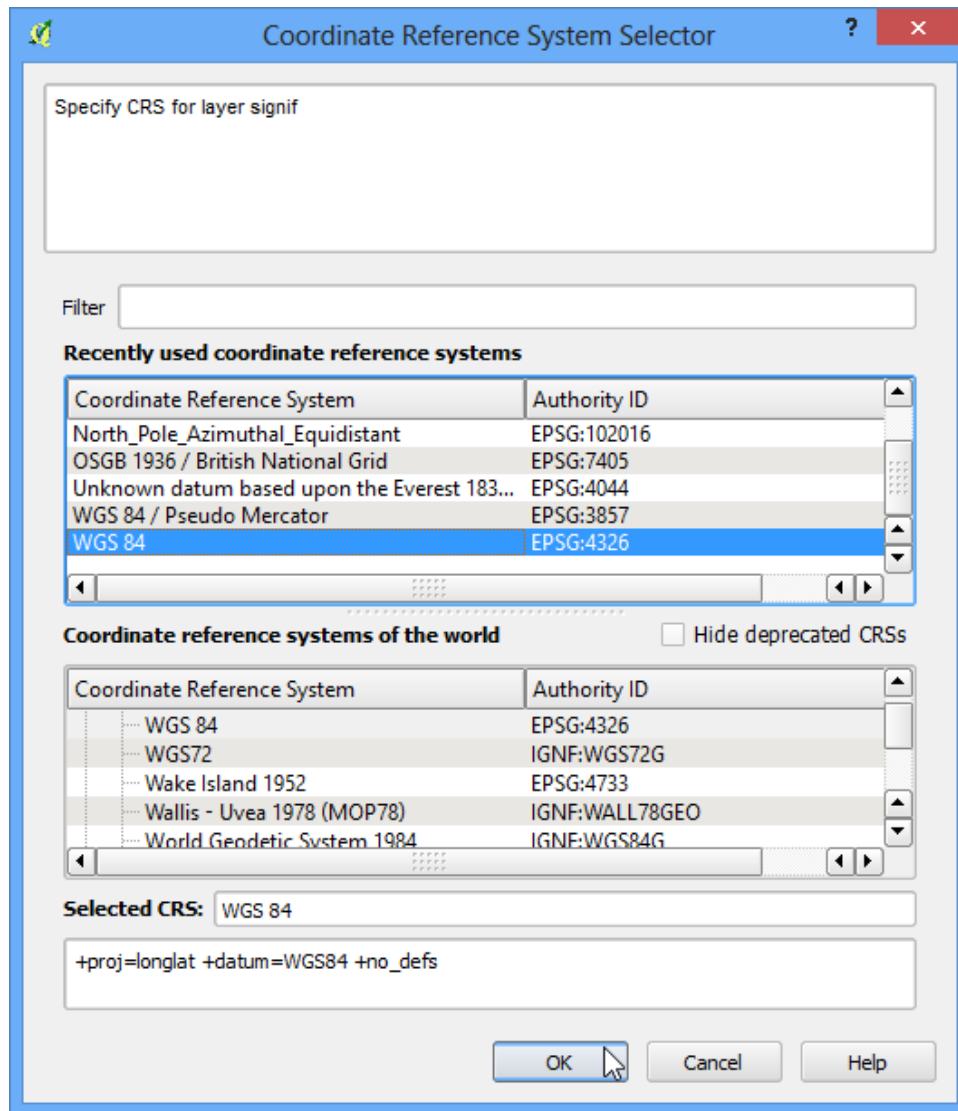 Coordinate Reference System Selector ? ×
Specify CRS for layer signif
Filter
Recently used coordinate reference systems
Coordinate Reference System Authority ID
North_Pole_Azimuthal_Equidistant EPSG:102016
OSGB 1936 / British National Grid EPSG:7405
Unknown datum based upon the Everest 183... EPSG:4044
WGS 84 / Pseudo Mercator EPSG:3857
WGS 84 EPSG:4326
Coordinate reference systems of the world Hide deprecated CRSs
Coordinate Reference System Authority ID
WGS 84 EPSG:4326
WGS72 IGNF:WGS72G
Wake Island 1952 EPSG:4733
Wallis - Uvea 1978 (MOP78) IGNF:WALL78GEO
World Geodetic System 1984 IGNF:WGS84G
Selected CRS: WGS 84
+proj=longlat +datum=WGS84 +no_defs
OK Cancel Help